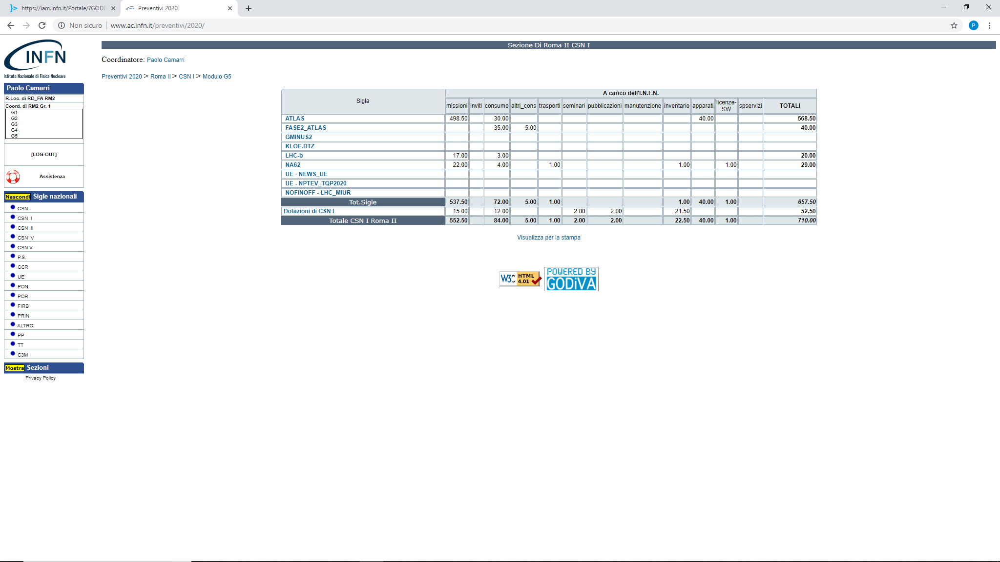 https://iam.infn.it/Portale/?GODI
Preventivi 2020
Non sicuro
www.ac.infn.it/preventivi/2020/
P
INFN
Istituto Nazionale di Fisica Nucleare
Paolo Camarri
R.Loc. di RD_FA RM2
Coord. di RM2 Gr. 1
G1
G2
G3
G4
G5
[LOG-OUT]
Assistenza
Nascondi Sigle nazionali
CSN I
CSN II
CSN III
CSN IV
CSN V
P.S.
CCR
UE
PON
POR
FIRB
PRIN
ALTRO
PP
TT
C3M
Mostra Sezioni
Privacy Policy
Sezione Di Roma II CSN I
Coordinatore: Paolo Camarri
Preventivi 2020 > Roma II > CSN I > Modulo G5
Sigla
A carico dell'I.N.F.N.
missioni inviti consumo altri_cons trasporti seminari pubblicazioni manutenzione inventario apparati licenze-SW spservizi TOTALI
ATLAS 498.50 30.00 40.00 568.50
FASE2_ATLAS 35.00 5.00 40.00
GMINUS2
KLOE.DTZ
LHC-b 17.00 3.00 20.00
NA62 22.00 4.00 1.00 1.00 1.00 29.00
UE - NEWS_UE
UE - NPTEV_TQP2020
NOFINOFF - LHC_MIUR
Tot.Sigle 537.50 72.00 5.00 1.00 1.00 40.00 1.00 657.50
Dotazioni di CSN I 15.00 12.00 2.00 2.00 21.50 52.50
Totale CSN I Roma II 552.50 84.00 5.00 1.00 2.00 2.00 22.50 40.00 1.00 710.00
Visualizza per la stampa
W3C HTML 4.01
POWERED BY
GODiVA